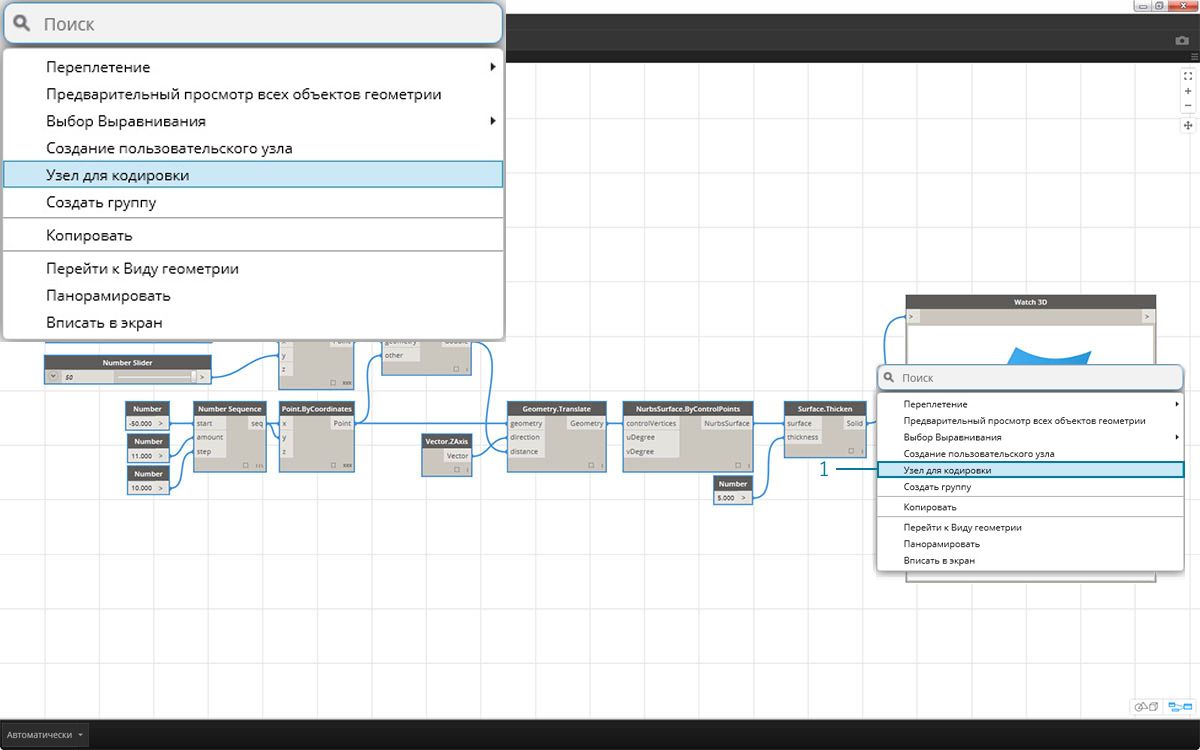 Поиск
Переплетение
Предварительный просмотр всех объектов геометрии
Выбор Выравнивания
Создание пользовательского узла
Узел для кодировки
Создать группу
Копировать
Перейти к Виду геометрии
Панорамировать
Вписать в экран
Watch 3D
>
>
y
z
geometry
other
Number Slider
50
>
Number
-50.000 >
Number
11.000 >
Number
10.000 >
Number Sequence
start
seq
amount
step
Point.ByCoordinates
x
Point
y
z
Vector.ZAxis
Vector
Geometry.Translate
geometry
Geometry
direction
distance
NurbsSurface.ByControlPoints
controlVertices
NurbsSurface
uDegree
vDegree
Number
5.000 >
Surface.Thicken
surface
Solid
thickness
1
Поиск
Переплетение
Предварительный просмотр всех объектов геометрии
Выбор Выравнивания
Создание пользовательского узла
Узел для кодировки
Создать группу
Копировать
Перейти к Виду геометрии
Панорамировать
Вписать в экран
Автоматически